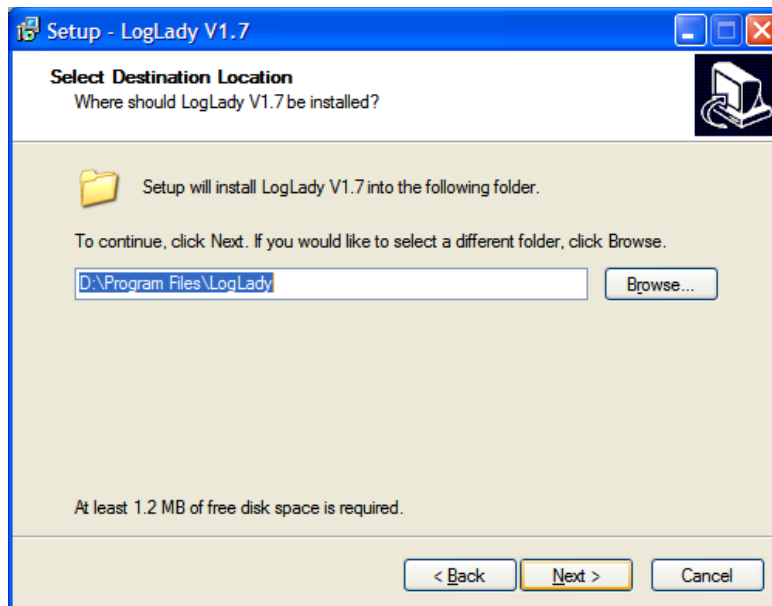 Setup - LogLady V1.7
Select Destination Location
Where should LogLady V1.7 be installed?
Setup will install LogLady V1.7 into the following folder.
To continue, click Next. If you would like to select a different folder, click Browse.
D:\Program Files\LogLady
Browse...
At least 1.2 MB of free disk space is required.
< Back
Next >
Cancel